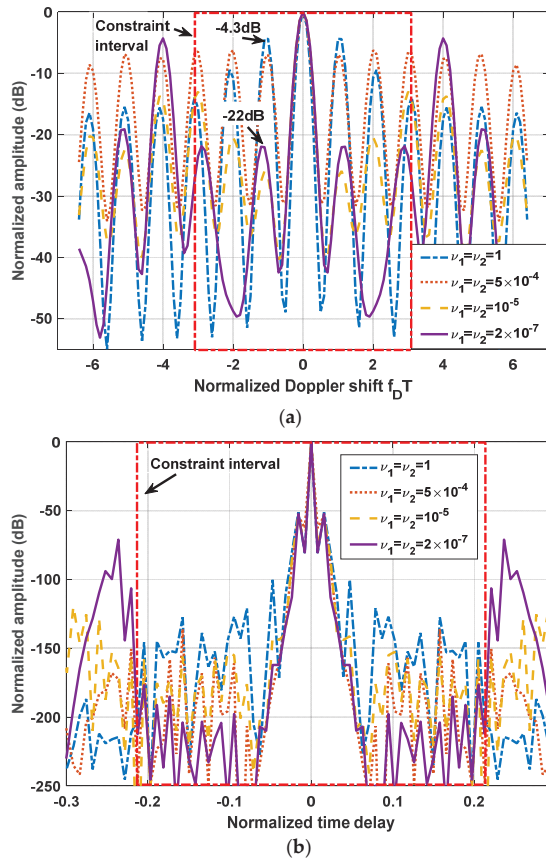 Constraint
interval
-4.3dB
-22dB
0
-10
-20
-30
-40
-50
Normalized amplitude (dB)
ν1=ν2=1
ν1=ν2=5×10-4
ν1=ν2=10-5
ν1=ν2=2×10-7
-6 -4 -2 0 2 4 6
Normalized Doppler shift fDT
(a)
Constraint interval
0
-50
-100
-150
-200
-250
Normalized amplitude (dB)
ν1=ν2=1
ν1=ν2=5×10-4
ν1=ν2=10-5
ν1=ν2=2×10-7
-0.3 -0.2 -0.1 0 0.1 0.2
Normalized time delay
(b)